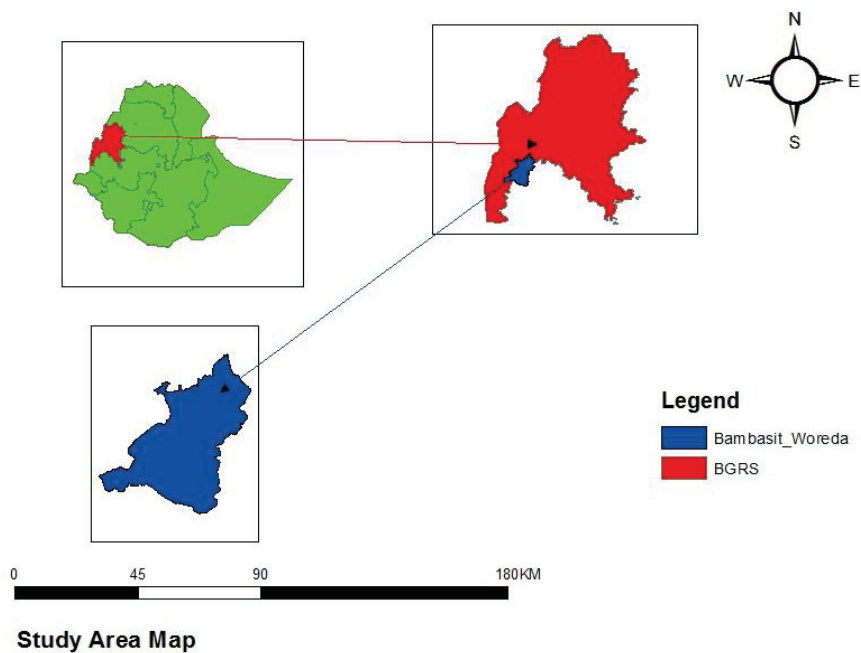 N
W E
S
Legend
Bambasit_Woreda
BGRS
0 45 90 180KM
Study Area Map